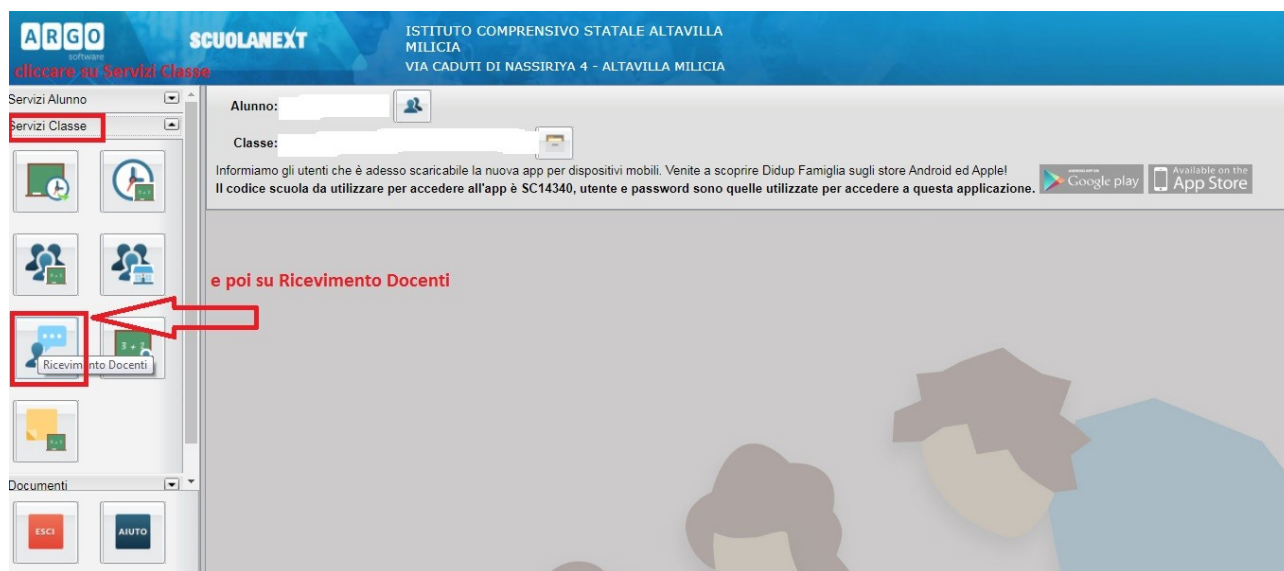 ARGO
software
SCUOLANEXT
ISTITUTO COMPRENSIVO STATALE ALTAVILLA
MILICIA
VIA CADUTI DI NASSIRIYA 4 - ALTAVILLA MILICIA
cliccare su Servizi Classe
Servizi Alunno
Servizi Classe
Alunno:
Classe:
Informiamo gli utenti che è adesso scaricabile la nuova app per dispositivi mobili. Venite a scoprire Didup Famiglia sugli store Android ed Apple!
Il codice scuola da utilizzare per accedere all'app è SC14340, utente e password sono quelle utilizzate per accedere a questa applicazione.
Google play
Available on the
App Store
e poi su Ricevimento Docenti
Ricevimento Docenti
Documenti
ESCI
AIUTO